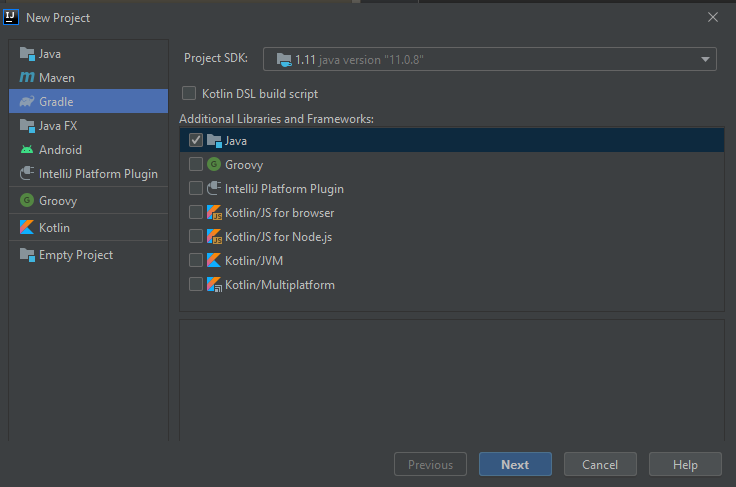 New Project
Java
Maven
Gradle
Java FX
Android
IntelliJ Platform Plugin
Groovy
Kotlin
Empty Project
Project SDK: 1.11 java version "11.0.8"
Kotlin DSL build script
Additional Libraries and Frameworks:
Java
Groovy
IntelliJ Platform Plugin
Kotlin/JS for browser
Kotlin/JS for Node.js
Kotlin/JVM
Kotlin/Multiplatform
Previous Next Cancel Help